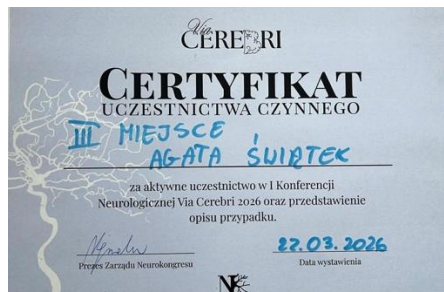 Via
CEREBRI
CERTYFIKAT
UCZESTNICTWA CZYNNEGO
III MIEJSCE
AGATA ŚWIĄTEK
za aktywne uczestnictwo w I Konferencji
Neurologicznej Via Cerebri 2026 oraz przedstawienie
opisu przypadku.
22.03.2026
Prezes Zarządu Neurokongresu
Data wystawienia